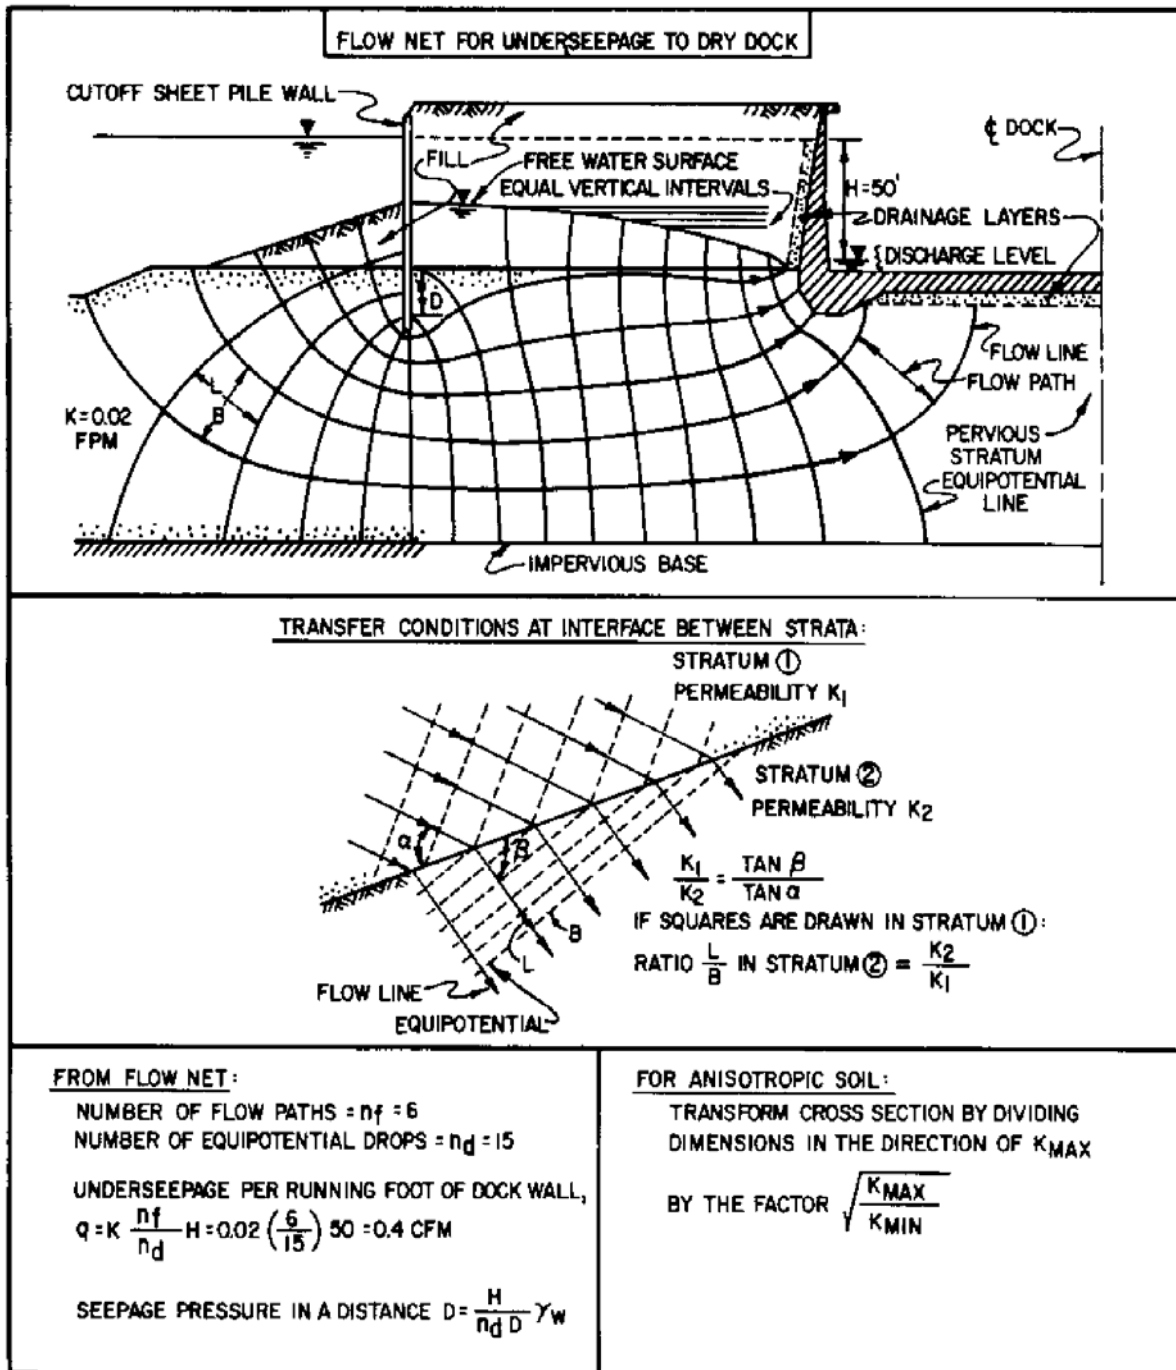 FLOW NET FOR UNDERSEEPAGE TO DRY DOCK
CUTOFF SHEET PILE WALL
℄ DOCK
FILL
FREE WATER SURFACE
EQUAL VERTICAL INTERVALS
H=50'
DRAINAGE LAYERS
DISCHARGE LEVEL
D
FLOW LINE
FLOW PATH
L
B
K=0.02
FPM
PERVIOUS
STRATUM
EQUIPOTENTIAL
LINE
IMPERVIOUS BASE
TRANSFER CONDITIONS AT INTERFACE BETWEEN STRATA:
STRATUM ①
PERMEABILITY K1
STRATUM ②
PERMEABILITY K2
α
β
K1/K2 = TAN β/TAN α
IF SQUARES ARE DRAWN IN STRATUM ①:
RATIO L/B IN STRATUM ② = K2/K1
B
L
FLOW LINE
EQUIPOTENTIAL
FROM FLOW NET:
NUMBER OF FLOW PATHS = nf = 6
NUMBER OF EQUIPOTENTIAL DROPS = nd = 15
UNDERSEEPAGE PER RUNNING FOOT OF DOCK WALL,
q = K nf/nd H = 0.02 (6/15) 50 = 0.4 CFM
SEEPAGE PRESSURE IN A DISTANCE D = H/nd D γw
FOR ANISOTROPIC SOIL:
TRANSFORM CROSS SECTION BY DIVIDING
DIMENSIONS IN THE DIRECTION OF KMAX
BY THE FACTOR √KMAX/KMIN